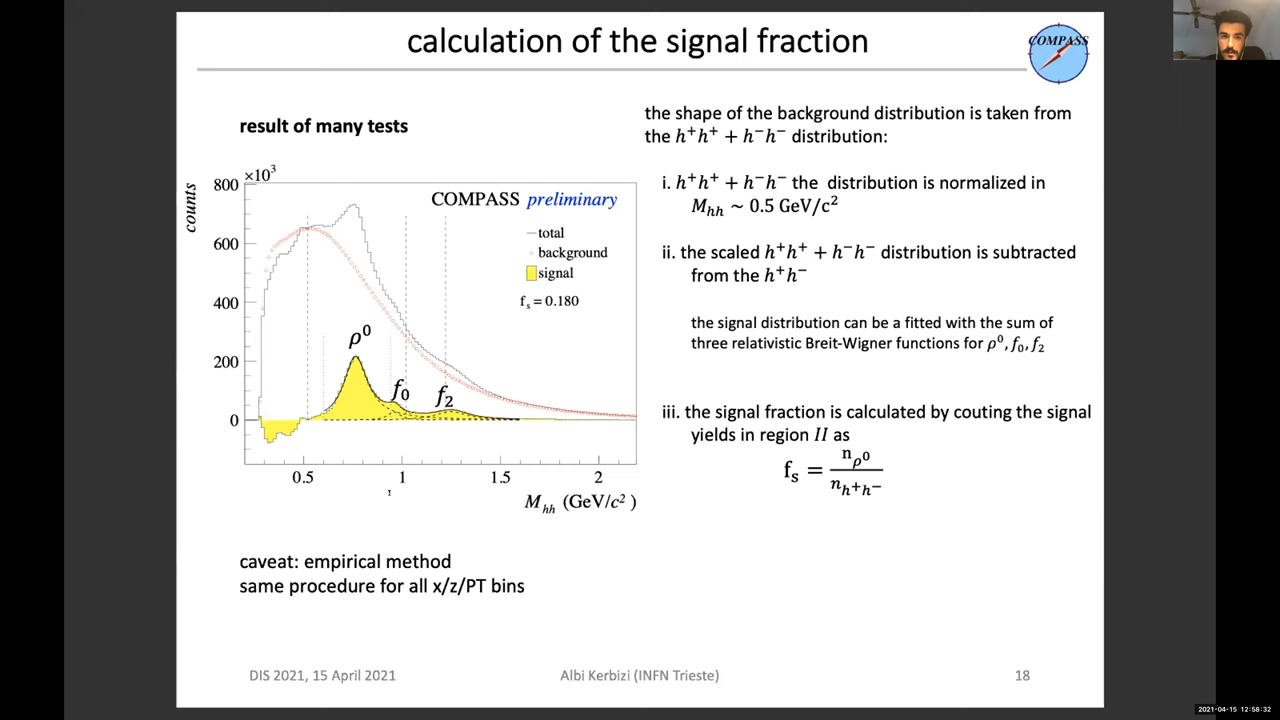 calculation of the signal fraction
COMPASS
result of many tests
the shape of the background distribution is taken from
the h⁺h⁺ + h⁻h⁻ distribution:
×10³
800
600
400
200
0
counts
COMPASS preliminary
total
background
signal
fₛ = 0.180
ρ⁰
f₀
f₂
0.5
1
1.5
2
Mₕₕ (GeV/c²)
i. h⁺h⁺ + h⁻h⁻ the distribution is normalized in
Mₕₕ ~ 0.5 GeV/c²
ii. the scaled h⁺h⁺ + h⁻h⁻ distribution is subtracted
from the h⁺h⁻
the signal distribution can be a fitted with the sum of
three relativistic Breit-Wigner functions for ρ⁰, f₀, f₂
iii. the signal fraction is calculated by couting the signal
yields in region II as
fₛ = n_ρ⁰ / n_h⁺h⁻
caveat: empirical method
same procedure for all x/z/PT bins
DIS 2021, 15 April 2021
Albi Kerbizi (INFN Trieste)
18
2021-04-15 12:58:32